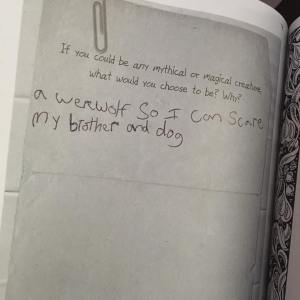 If you could be any mythical or magical creature,
what would you choose to be? Why?
a werewolf So I can Scare
my brother and dog